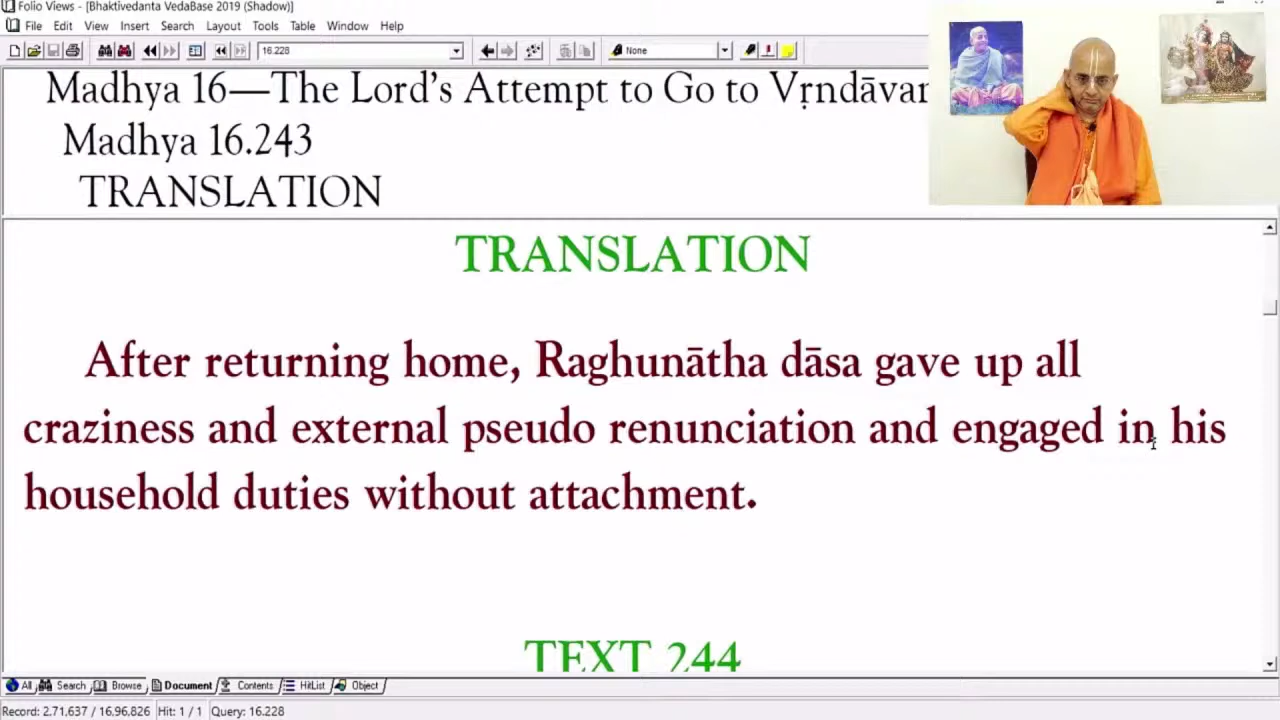 Folio Views - [Bhaktivedanta VedaBase 2019 (Shadow)]
File Edit View Insert Search Layout Tools Table Window Help
16.228 None
Madhya 16—The Lord's Attempt to Go to Vṛndāvan
Madhya 16.243
TRANSLATION
TRANSLATION
After returning home, Raghunātha dāsa gave up all
craziness and external pseudo renunciation and engaged in his
household duties without attachment.
TEXT 244
All Search Browse Document Contents HitList Object
Record: 2,71,637 / 16,96,826 Hit: 1 / 1 Query: 16.228